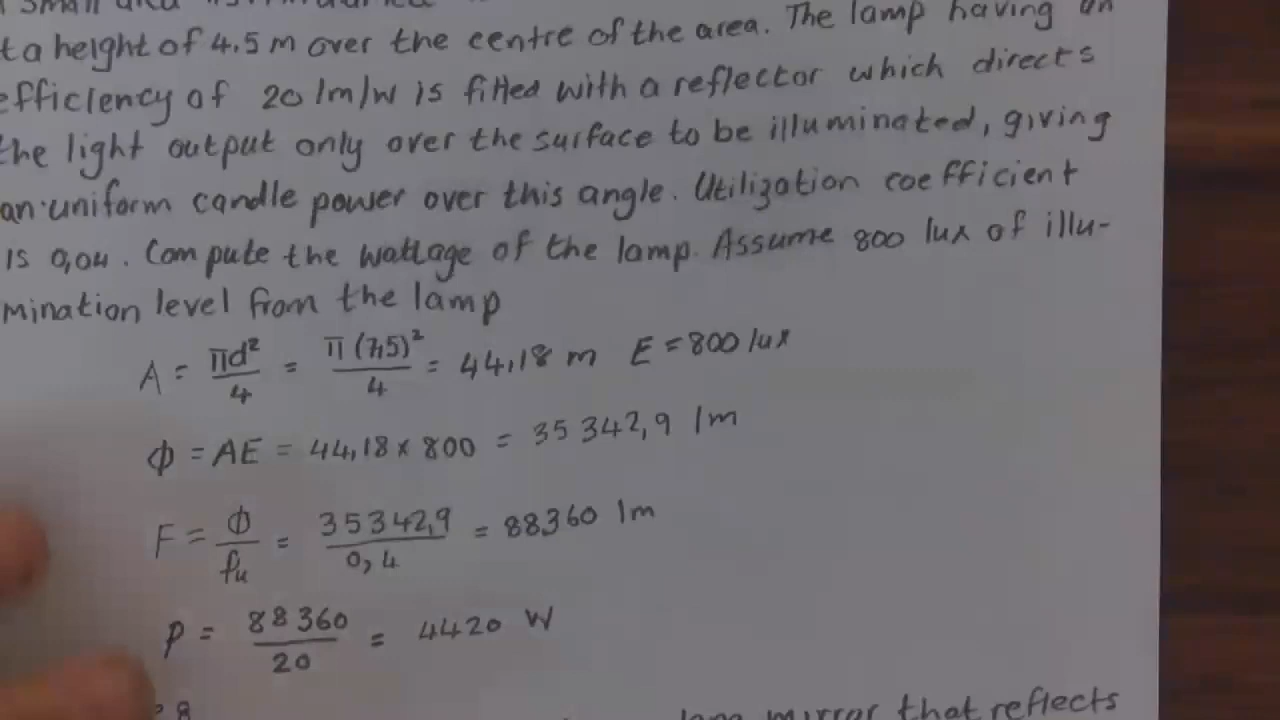 small area
t a height of 4.5 m over the centre of the area. The lamp having an
efficiency of 20 lm/w is fitted with a reflector which directs
the light output only over the surface to be illuminated, giving
an uniform candle power over this angle. Utilization coefficient
is 0,04. Compute the wattage of the lamp. Assume 800 lux of illu-
mination level from the lamp
A = πd²/4 = π(7,5)²/4 = 44,18 m E = 800 lux
ϕ = AE = 44,18 x 800 = 35 342,9 lm
F = ϕ/fu = 35342,9/0,4 = 88360 lm
P = 88360/20 = 4420 W
8
long mirror that reflects